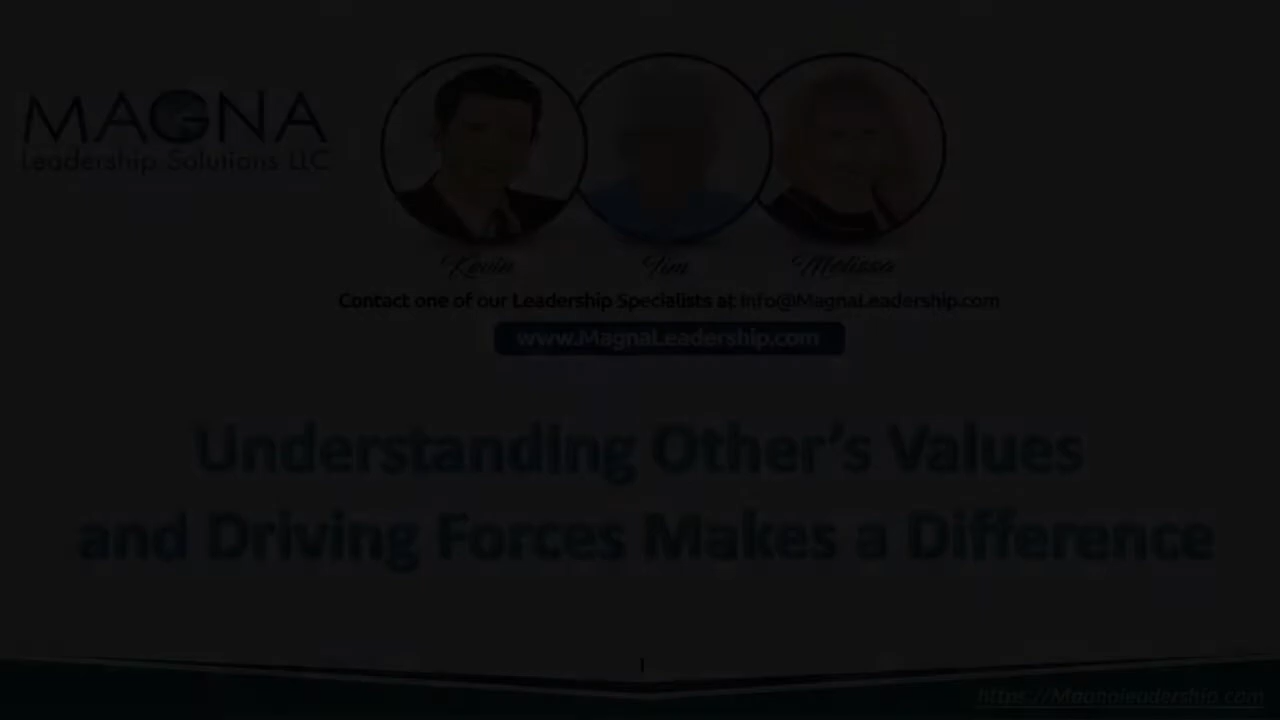 MAGNA
Leadership Solutions LLC
Kevin Tim Melissa
Contact one of our Leadership Specialists at Info@MagnaLeadership.com
www.MagnaLeadership.com
Understanding Other's Values
and Driving Forces Makes a Difference
https://Magnaleadership.com